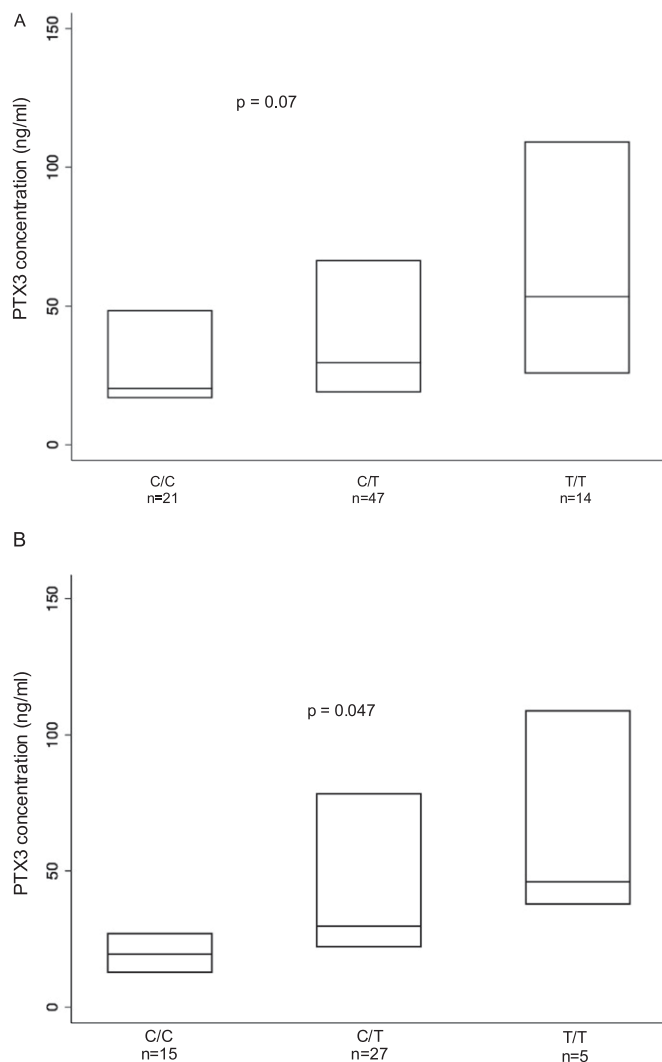 A
150
100
50
0
PTX3 concentration (ng/ml)
p = 0.07
C/C
n=21
C/T
n=47
T/T
n=14
B
150
100
50
0
PTX3 concentration (ng/ml)
p = 0.047
C/C
n=15
C/T
n=27
T/T
n=5